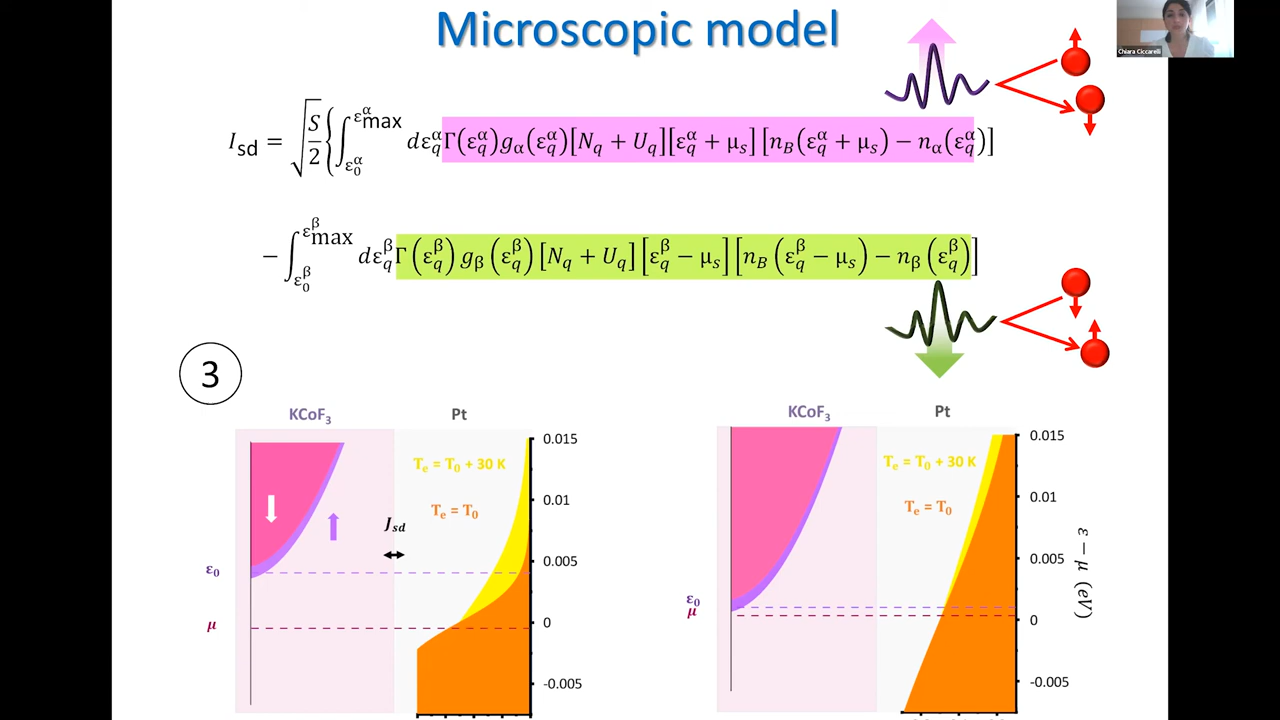 Microscopic model
Chiara Ciccarelli
I_sd = √(S/2) {∫_{ε_0^α}^{ε_max^α} dε_q^α Γ(ε_q^α)g_α(ε_q^α)[N_q + U_q][ε_q^α + μ_s] [n_B(ε_q^α + μ_s) − n_α(ε_q^α)]
− ∫_{ε_0^β}^{ε_max^β} dε_q^β Γ(ε_q^β) g_β (ε_q^β) [N_q + U_q] [ε_q^β − μ_s] [n_B (ε_q^β − μ_s) − n_β (ε_q^β)]
3
KCoF₃ Pt
0.015
T_e = T_0 + 30 K
0.01
T_e = T_0
J_sd
0.005
ε_0
μ
0
-0.005
KCoF₃ Pt
0.015
T_e = T_0 + 30 K
0.01
T_e = T_0
0.005
ε_0
μ
0
-0.005
ε − μ (eV)